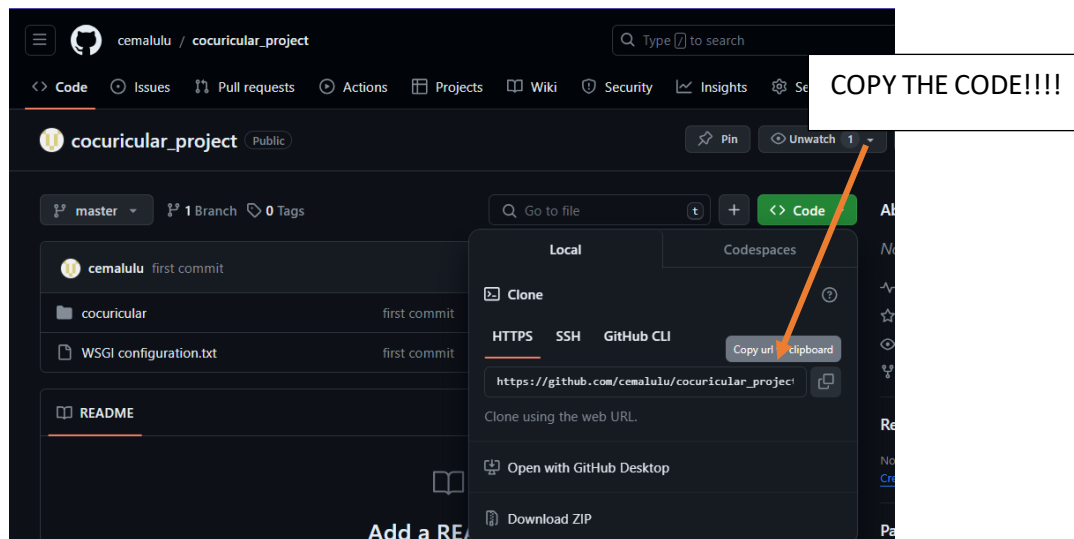 cemalulu / cocuricular_project
Type / to search
<> Code Issues Pull requests Actions Projects Wiki Security Insights Se
COPY THE CODE!!!!
cocuricular_project Public
Pin Unwatch 1
master 1 Branch 0 Tags
Go to file t + <> Code
Local Codespaces
cemalulu first commit
Clone
cocuricular first commit
HTTPS SSH GitHub CLI
Copy url clipboard
WSGI configuration.txt first commit
https://github.com/cemalulu/cocuricular_project
Clone using the web URL.
README
Open with GitHub Desktop
Download ZIP
Add a RE